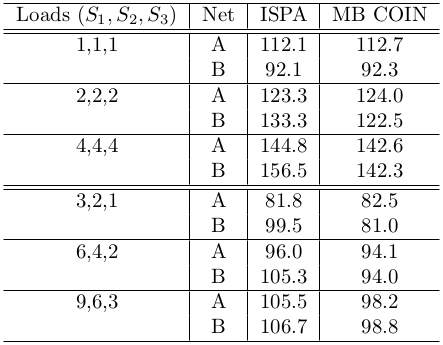 Loads (S1, S2, S3) Net ISPA MB COIN
1,1,1 A 112.1 112.7
B 92.1 92.3
2,2,2 A 123.3 124.0
B 133.3 122.5
4,4,4 A 144.8 142.6
B 156.5 142.3
3,2,1 A 81.8 82.5
B 99.5 81.0
6,4,2 A 96.0 94.1
B 105.3 94.0
9,6,3 A 105.5 98.2
B 106.7 98.8